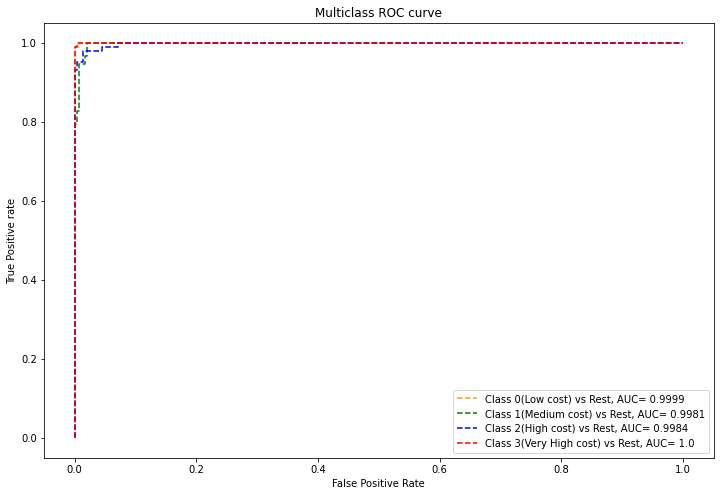 Multiclass ROC curve
True Positive rate
1.0
0.8
0.6
0.4
0.2
0.0
Class 0(Low cost) vs Rest, AUC= 0.9999
Class 1(Medium cost) vs Rest, AUC= 0.9981
Class 2(High cost) vs Rest, AUC= 0.9984
Class 3(Very High cost) vs Rest, AUC= 1.0
0.0 0.2 0.4 0.6 0.8 1.0
False Positive Rate